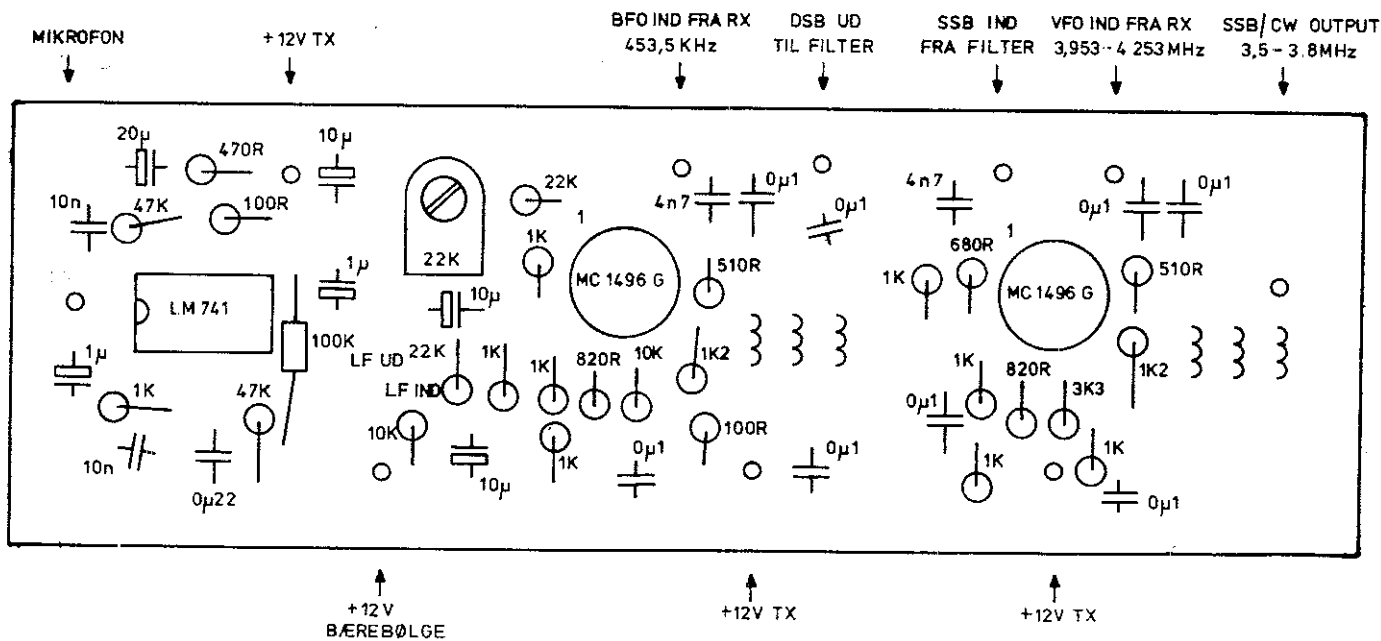 MIKROFON
+12V TX
BFO IND FRA RX
453,5 KHz
DSB UD
TIL FILTER
SSB IND
FRA FILTER
VFO IND FRA RX
3,953--4 253MHz
SSB/CW OUTPUT
3,5-3.8MHz
20µ
470R
10µ
10n
47K
100R
22K
1
4n7
0µ1
0µ1
4n7
1
0µ1
0µ1
1K
22K
MC 1496 G
510R
1K
680R
MC 1496 G
510R
LM 741
1µ
10µ
100K
1µ
1K
47K
LF UD
LF IND
22K
1K
1K
820R
10K
1K2
1K
820R
3K3
1K2
10n
0µ22
10K
10µ
1K
0µ1
100R
0µ1
0µ1
1K
1K
0µ1
+12V
BÆREBØLGE
+12V TX
+12V TX